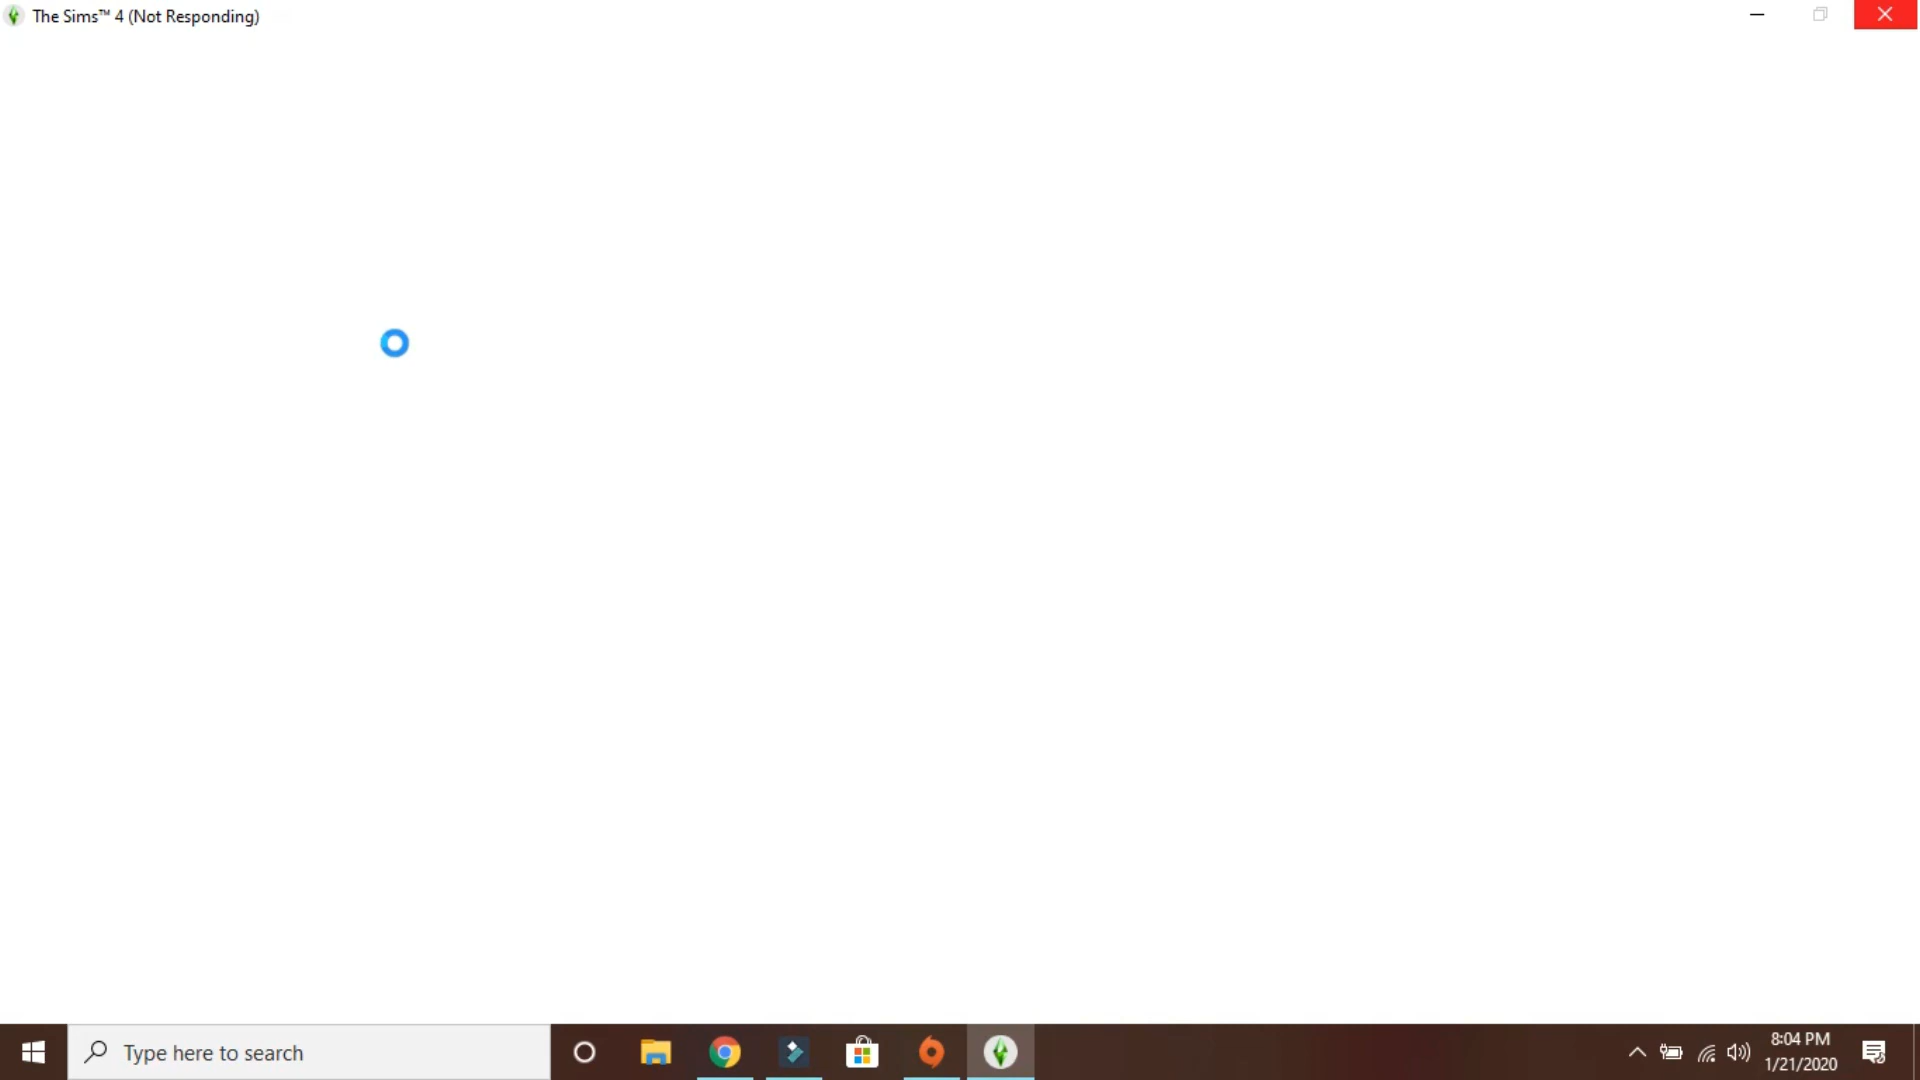 The Sims™ 4 (Not Responding)
Type here to search
8:04 PM
1/21/2020